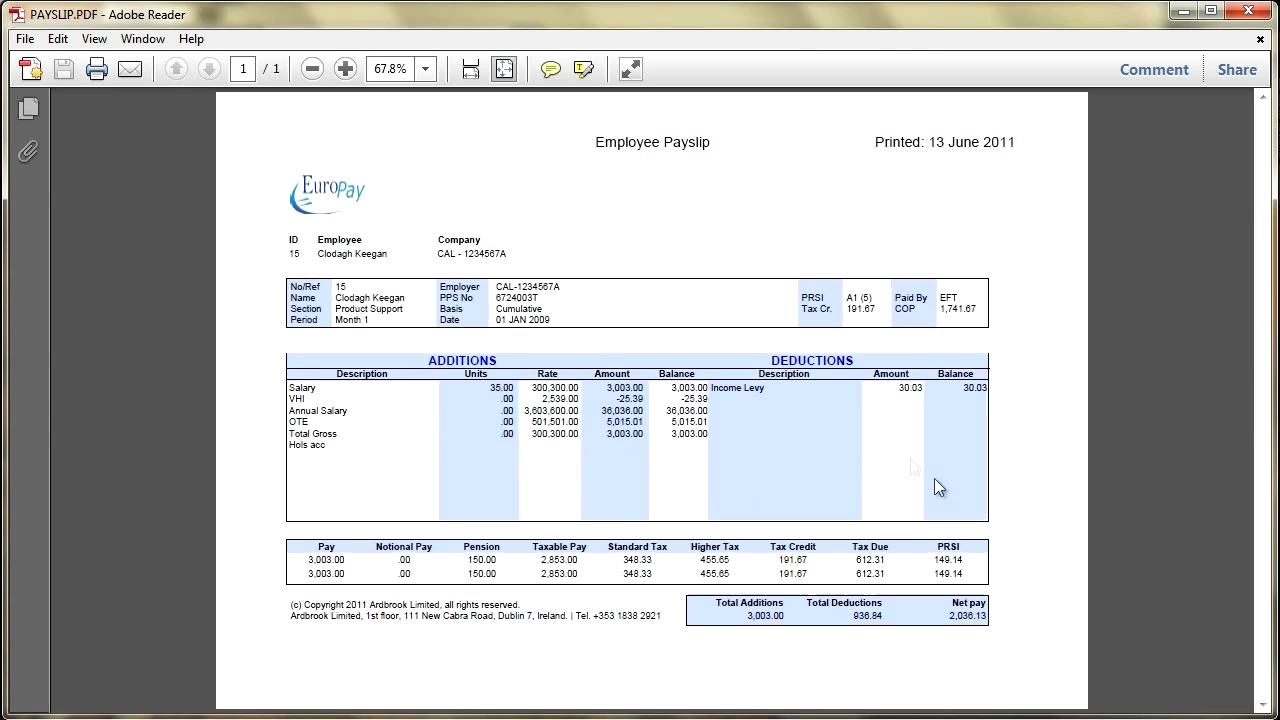 PAYSLIP.PDF - Adobe Reader
File Edit View Window Help
1 / 1 67.8% Comment Share
Employee Payslip Printed: 13 June 2011
EuroPay
ID Employee Company
15 Clodagh Keegan CAL - 1234567A
No/Ref 15 Employer CAL-1234567A
Name Clodagh Keegan PPS No 6724003T PRSI A1 (5) Paid By EFT
Section Product Support Basis Cumulative Tax Cr. 191.67 COP 1,741.67
Period Month 1 Date 01 JAN 2009
ADDITIONS DEDUCTIONS
Description Units Rate Amount Balance Description Amount Balance
Salary 35.00 300,300.00 3,003.00 3,003.00 Income Levy 30.03 30.03
VHI .00 2,539.00 -25.39 -25.39
Annual Salary .00 3,603,600.00 36,036.00 36,036.00
OTE .00 501,501.00 5,015.01 5,015.01
Total Gross .00 300,300.00 3,003.00 3,003.00
Hols acc
Pay Notional Pay Pension Taxable Pay Standard Tax Higher Tax Tax Credit Tax Due PRSI
3,003.00 .00 150.00 2,853.00 348.33 455.65 191.67 612.31 149.14
3,003.00 .00 150.00 2,853.00 348.33 455.65 191.67 612.31 149.14
(c) Copyright 2011 Ardbrook Limited, all rights reserved.
Ardbrook Limited, 1st floor, 111 New Cabra Road, Dublin 7, Ireland. | Tel. +353 1838 2921
Total Additions Total Deductions Net pay
3,003.00 936.84 2,036.13